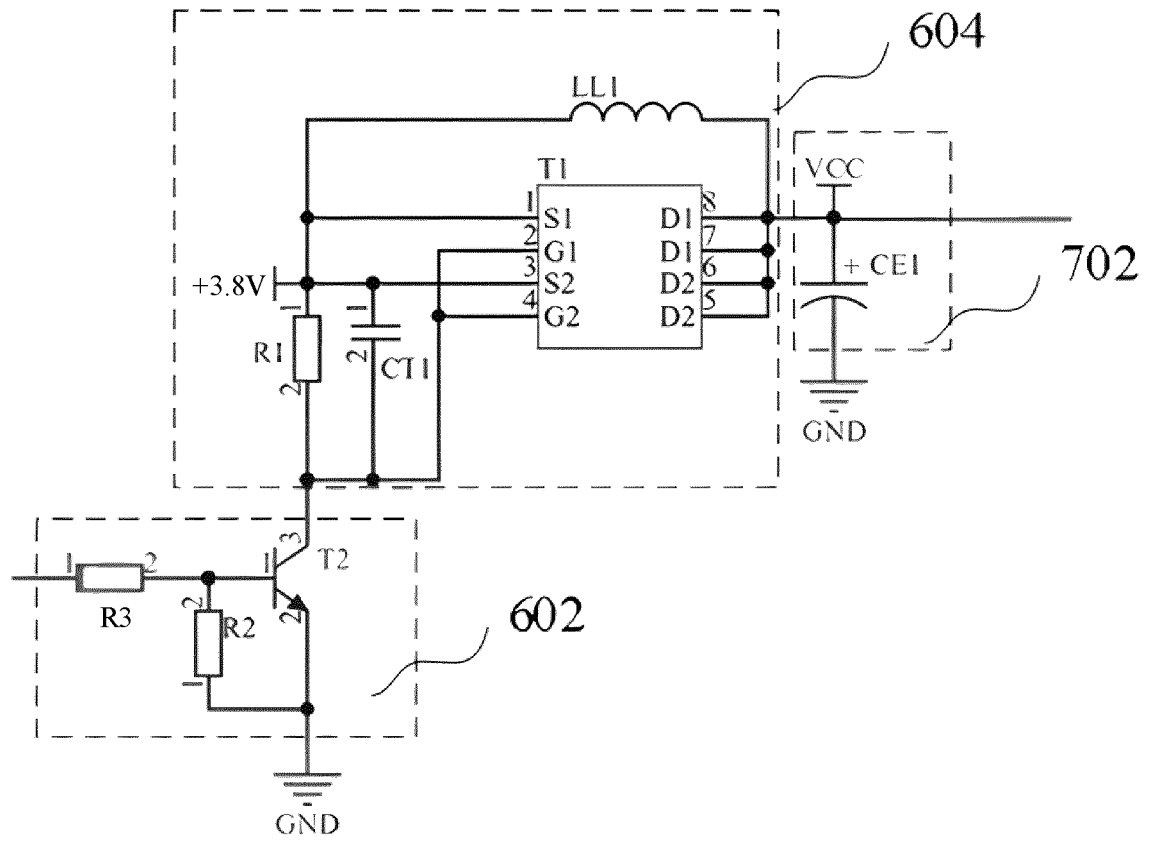 604
LL1
T1
VCC
1 S1 D1 8
2 G1 D1 7
3 S2 D2 6
4 G2 D2 5
+ CE1
702
+3.8V
1
1
R1
2
2
CT1
GND
3
T2
1
2
1
2
R3
2
R2
1
602
GND